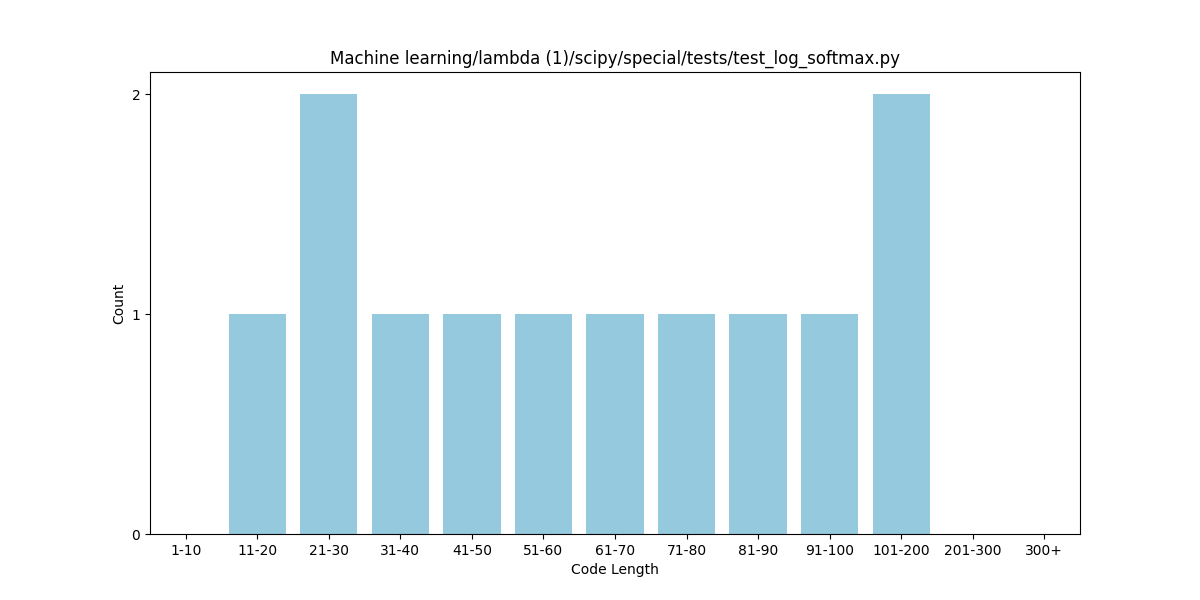 Machine learning/lambda (1)/scipy/special/tests/test_log_softmax.py
2
1
0
Count
1-10 11-20 21-30 31-40 41-50 51-60 61-70 71-80 81-90 91-100 101-200 201-300 300+
Code Length